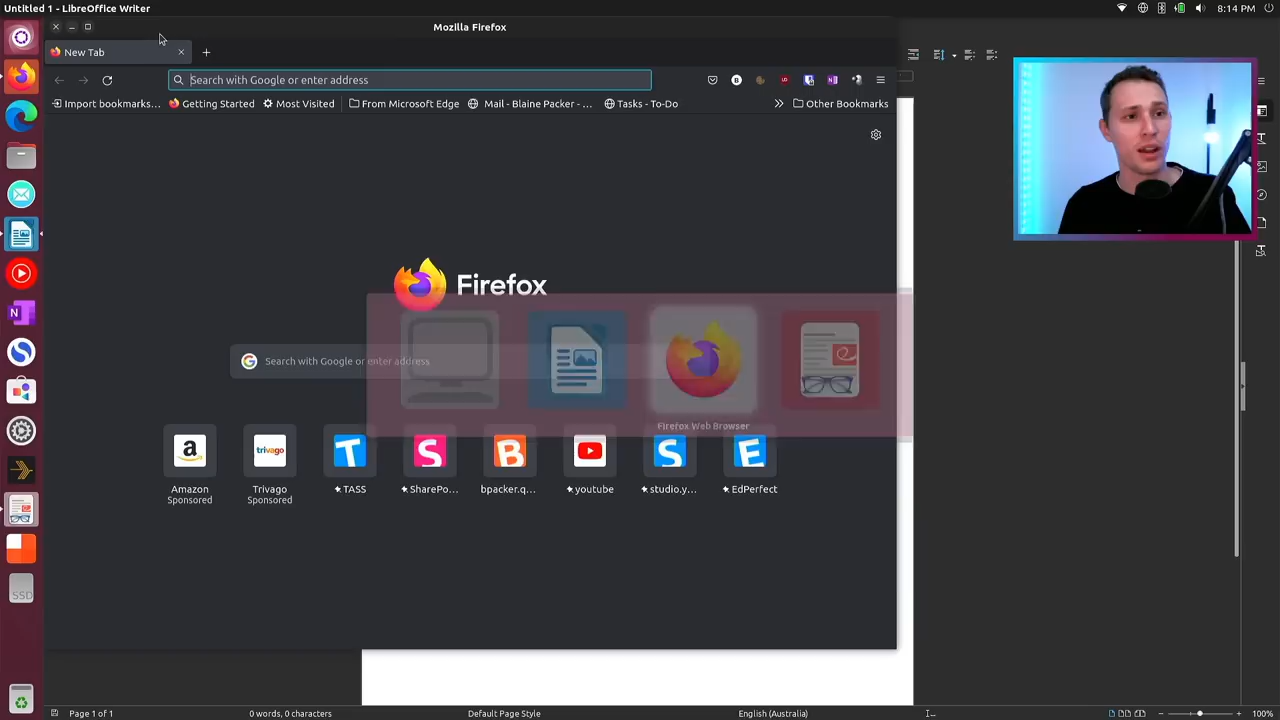 Untitled 1 - LibreOffice Writer
8:14 PM
Mozilla Firefox
New Tab
Search with Google or enter address
Import bookmarks...
Getting Started
Most Visited
From Microsoft Edge
Mail - Blaine Packer - ...
Tasks - To-Do
Other Bookmarks
Firefox
Search with Google or enter address
Firefox Web Browser
Amazon
Sponsored
Trivago
Sponsored
TASS
SharePo...
bpacker.q...
youtube
studio.y...
EdPerfect
trivago
T
S
B
S
E
SSD
Page 1 of 1
0 words, 0 characters
Default Page Style
English (Australia)
100%